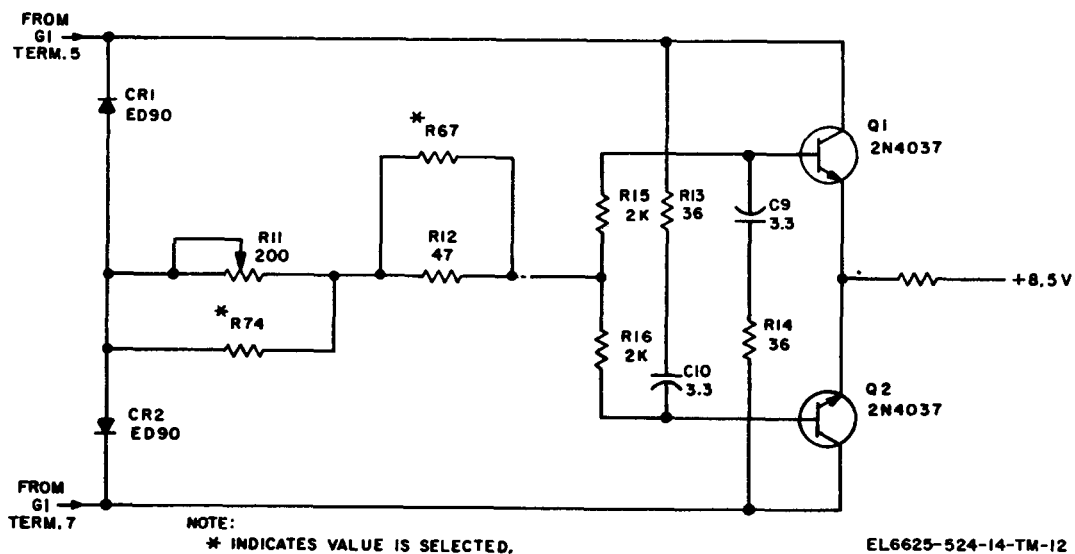 FROM
G1
TERM.5
CR1
ED90
*R67
Q1
2N4037
R15
2K
R13
36
C9
3.3
R11
200
R12
47
+8.5V
*R74
R16
2K
R14
36
C10
3.3
Q2
2N4037
CR2
ED90
FROM
G1
TERM.7
NOTE:
* INDICATES VALUE IS SELECTED.
EL6625-524-14-TM-12